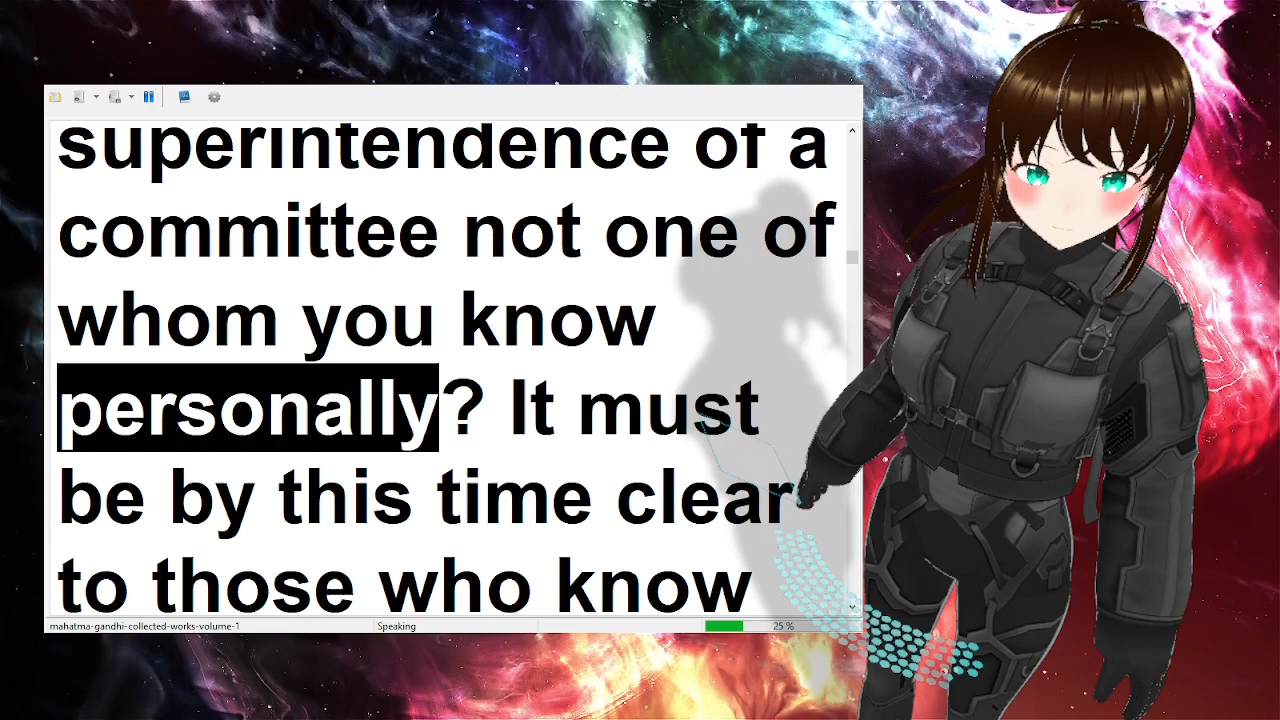 superintendence of a
committee not one of
whom you know
personally? It must
be by this time clear
to those who know
mahatma-gandhi-collected-works-volume-1 Speaking 25 %